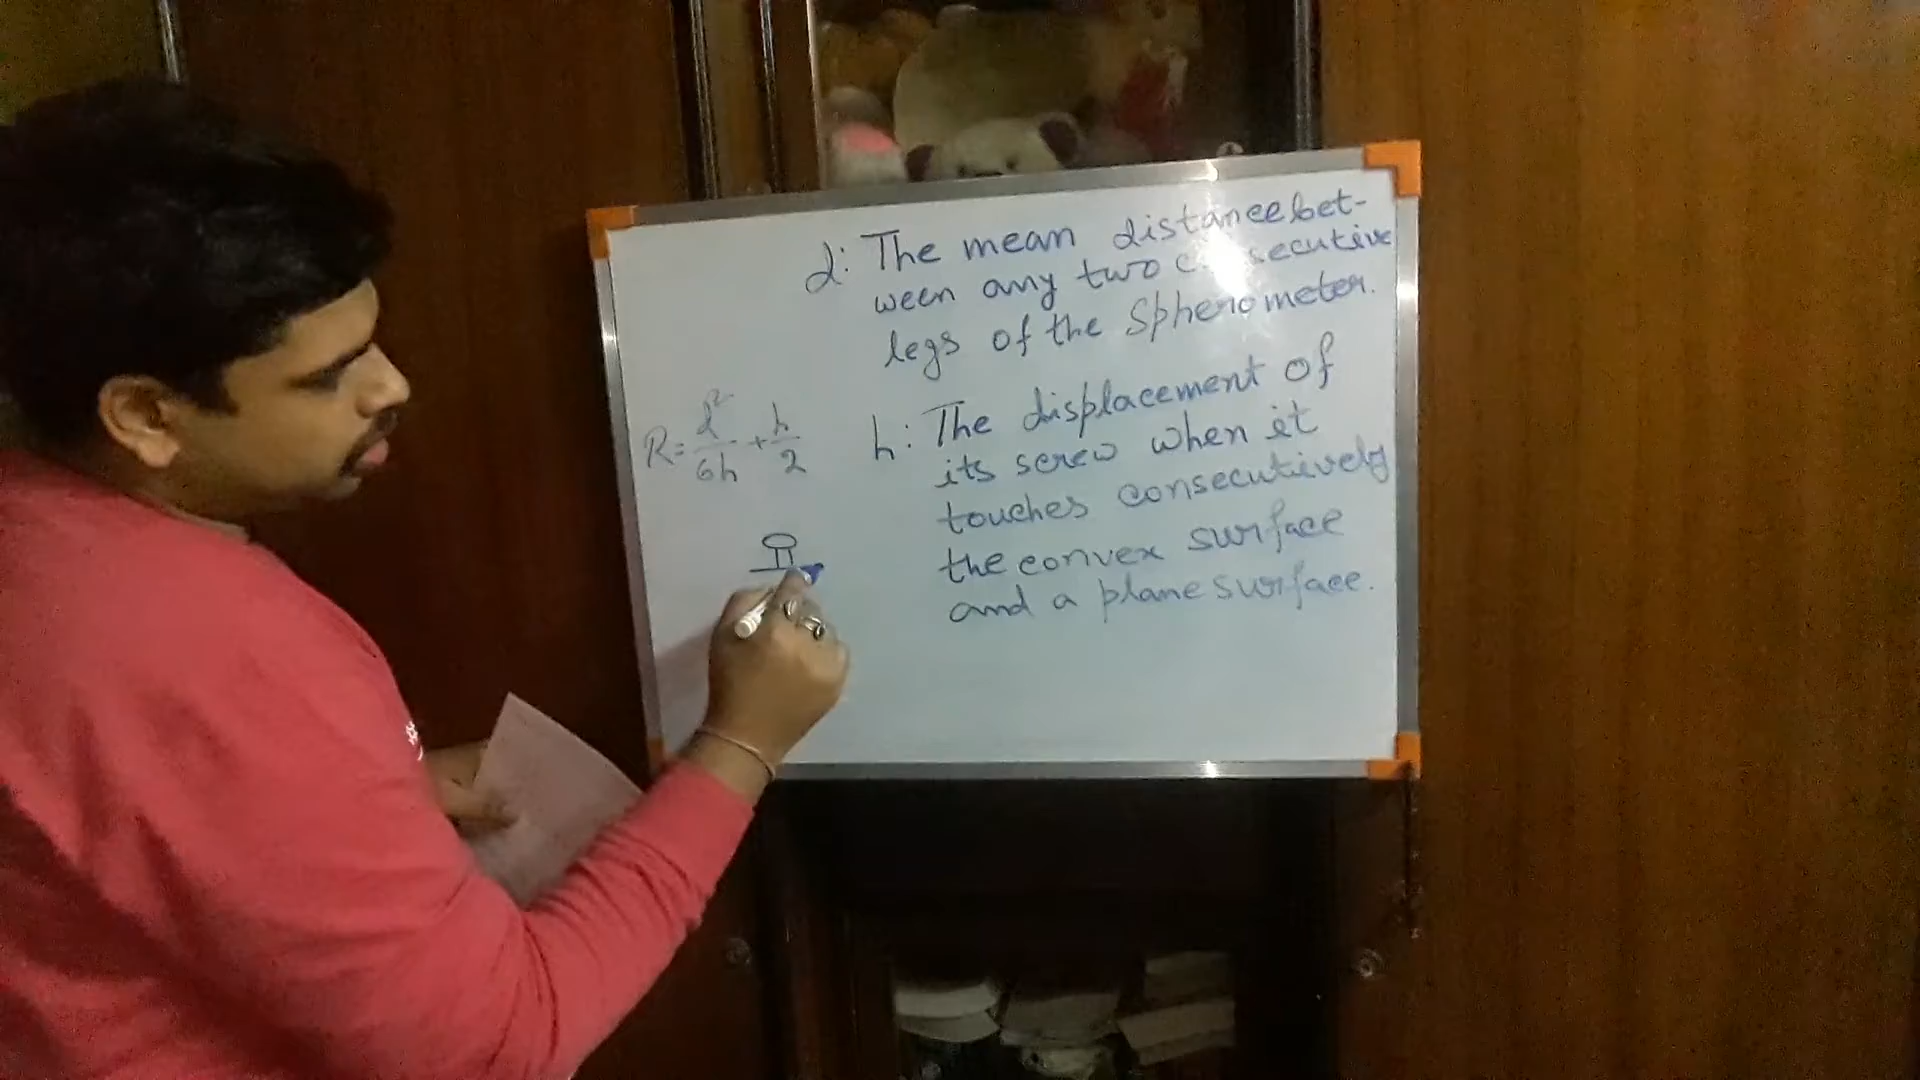 d: The mean distance bet-
ween any two consecutive
legs of the Spherometer.
R = d²/6h + h/2
h: The displacement of
its screw when it
touches consecutively
the convex surface
and a plane surface.